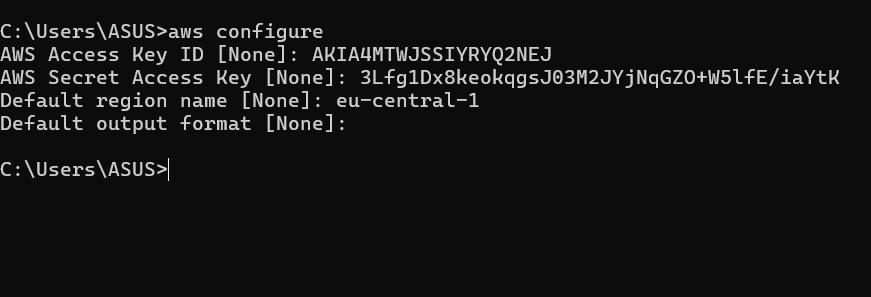 C:\Users\ASUS>aws configure
AWS Access Key ID [None]: AKIA4MTWJSSIYRYQ2NEJ
AWS Secret Access Key [None]: 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
Default region name [None]: eu-central-1
Default output format [None]:
C:\Users\ASUS>